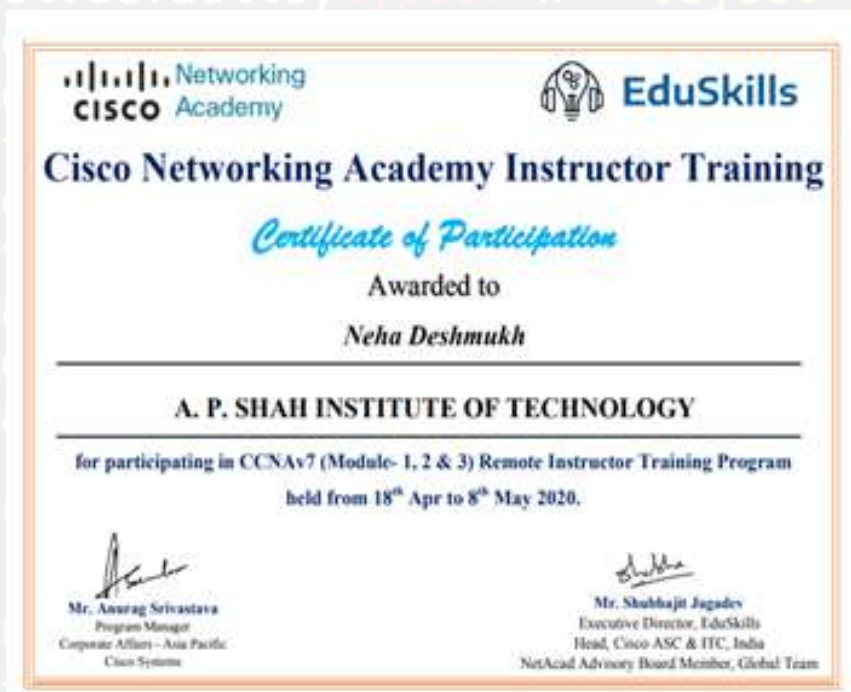 Networking
CISCO Academy
EduSkills
Cisco Networking Academy Instructor Training
Certificate of Participation
Awarded to
Neha Deshmukh
A. P. SHAH INSTITUTE OF TECHNOLOGY
for participating in CCNAv7 (Module- 1, 2 & 3) Remote Instructor Training Program
held from 18th Apr to 8th May 2020.
Mr. Anurag Srivastava
Program Manager
Corporate Affairs - Asia Pacific
Cisco Systems
Mr. Shubhajit Jagadev
Executive Director, EduSkills
Head, Cisco ASC & ITC, India
NetAcad Advisory Board Member, Global Team